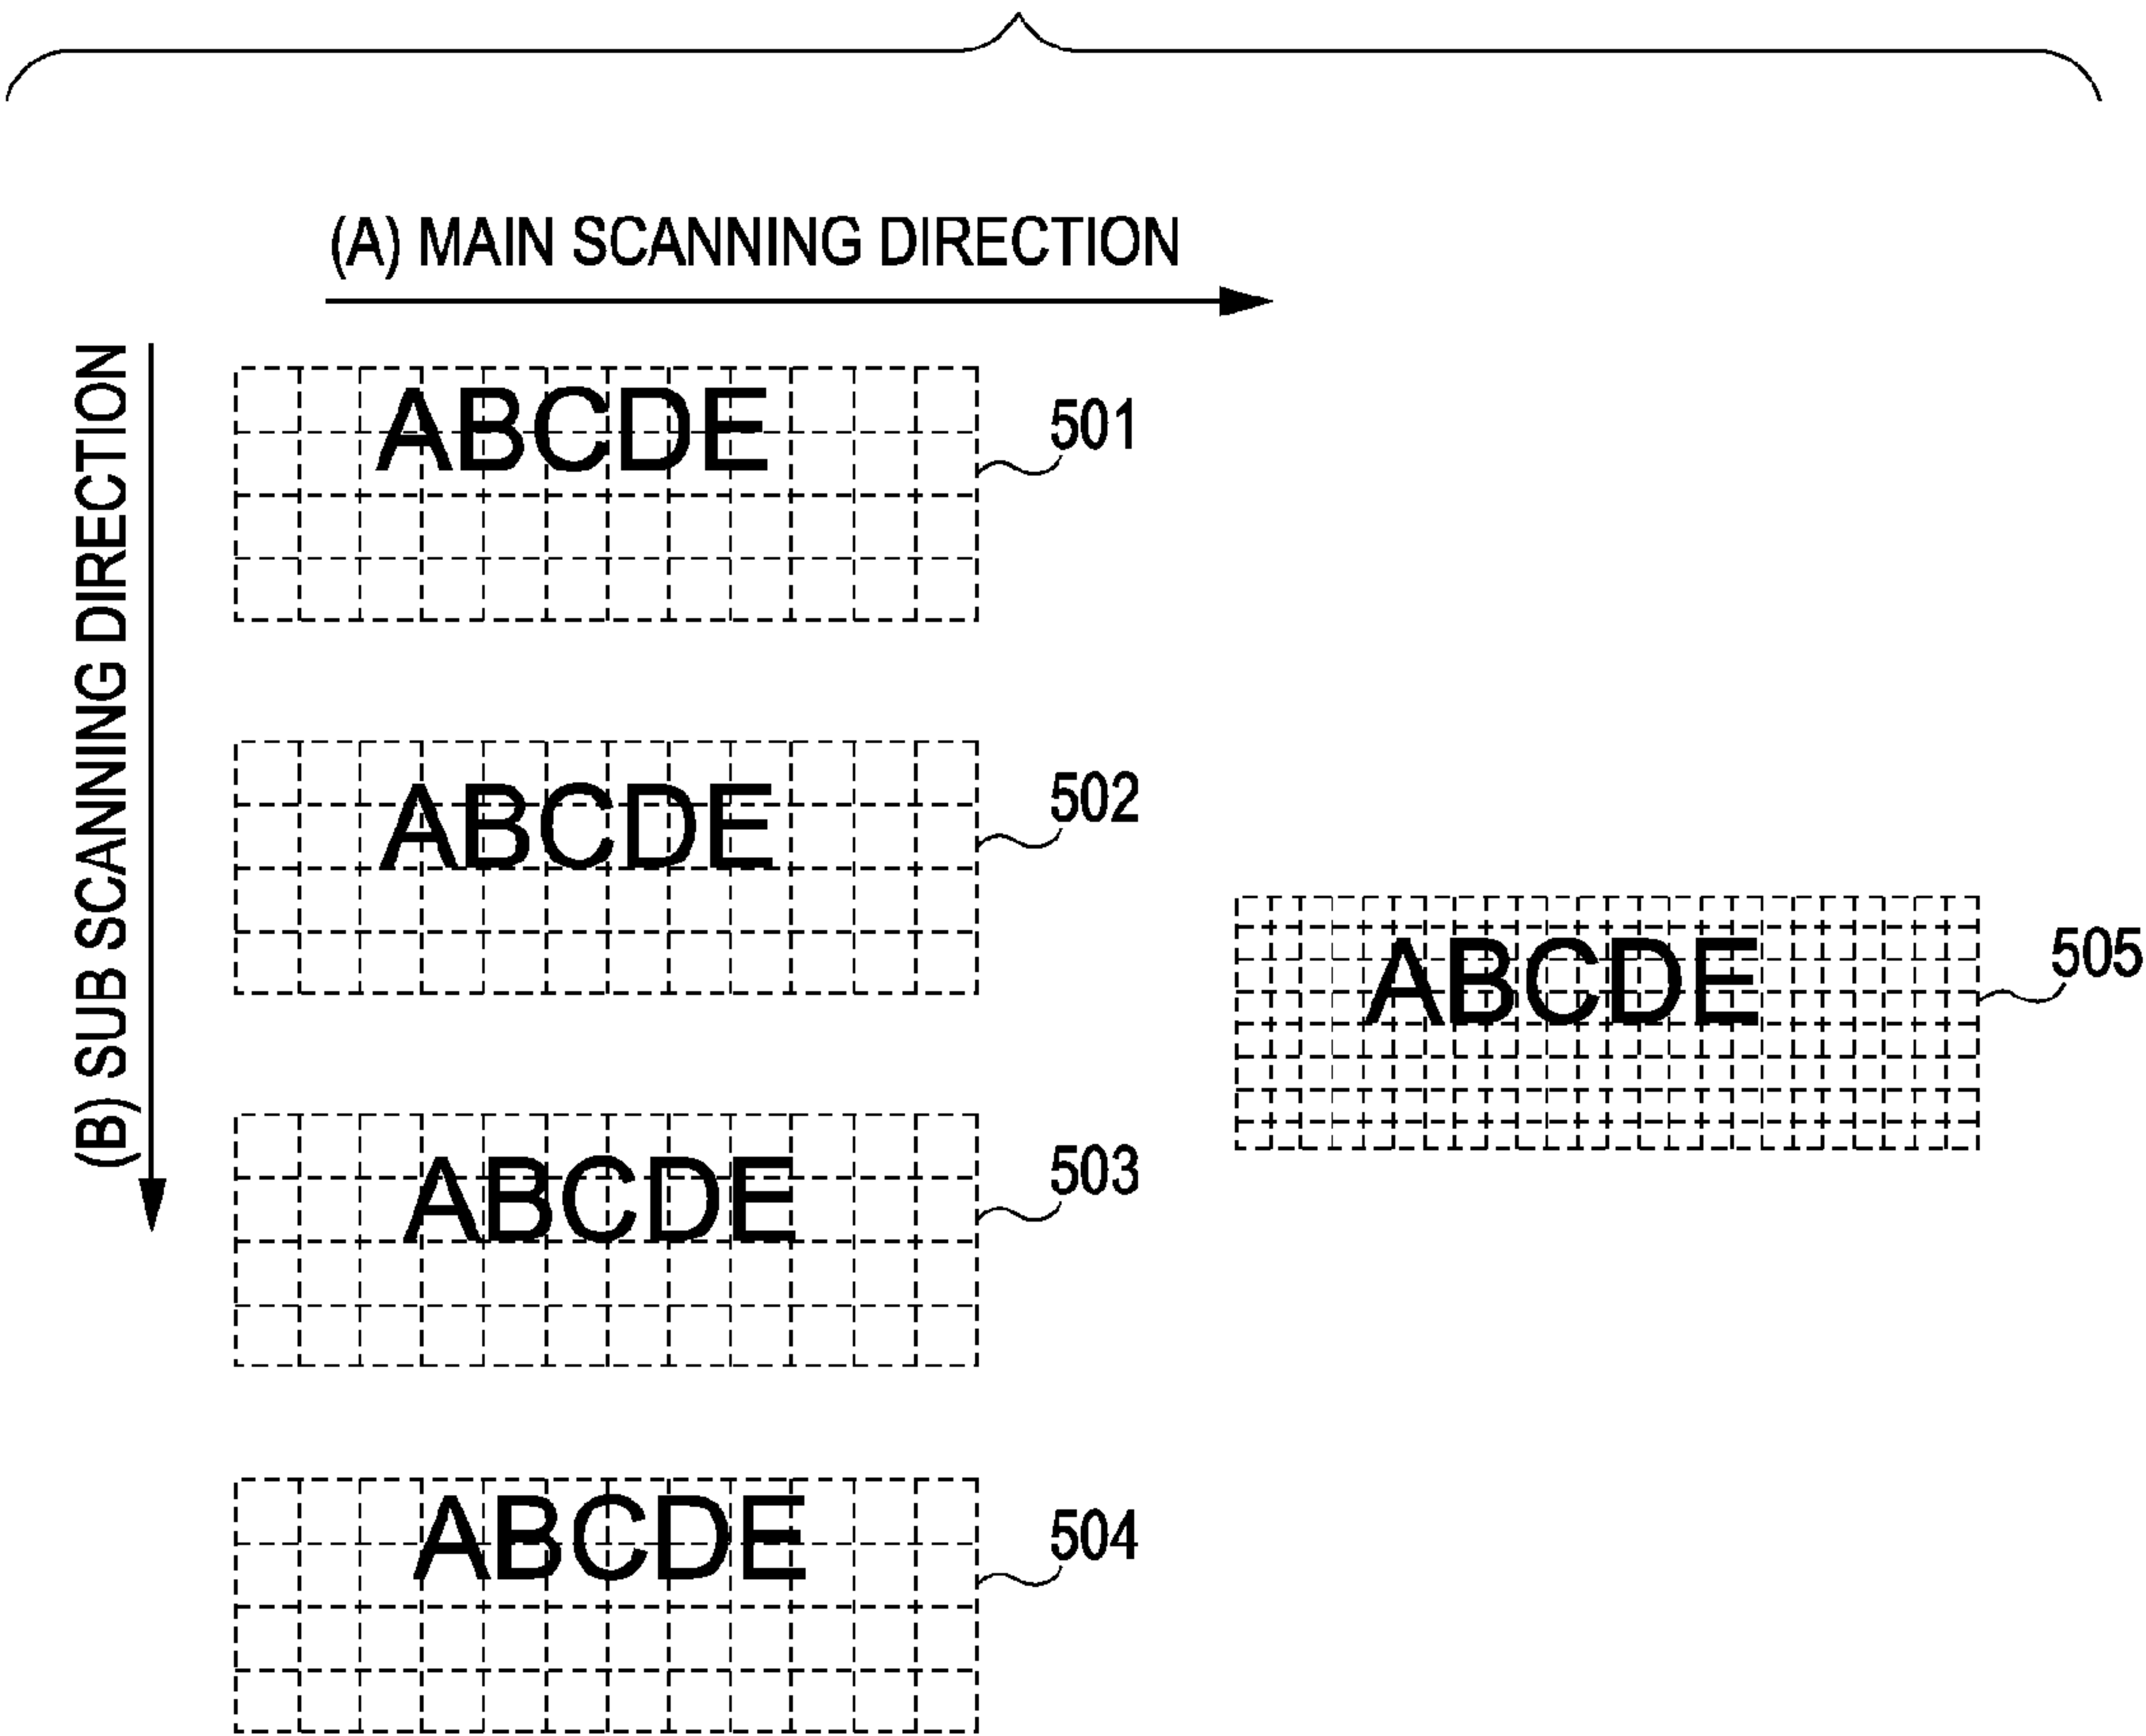 (A) MAIN SCANNING DIRECTION
(B) SUB SCANNING DIRECTION
ABCDE
501
ABCDE
502
ABCDE
505
ABCDE
503
ABCDE
504